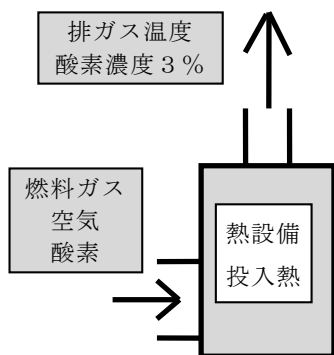 排ガス温度
酸素濃度３％
燃料ガス
空気
酸素
熱設備
投入熱